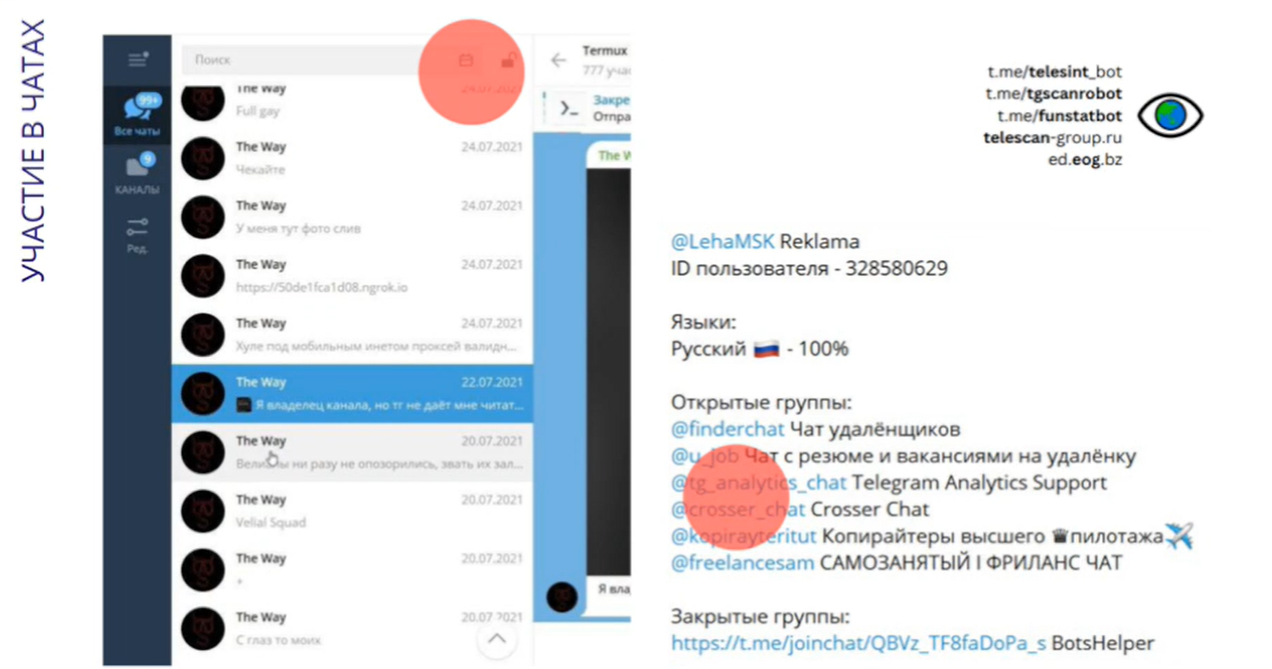 УЧАСТИЕ В ЧАТАХ
Поиск
99+
Все чаты
9
КАНАЛЫ
Ред.
The Way 24.07.2021
Full gay
The Way 24.07.2021
Чекайте
The Way 24.07.2021
У меня тут фото слив
The Way 24.07.2021
https://50de1fca1d08.ngrok.io
The Way 24.07.2021
Хуле под мобильным инетом проксей валидн...
The Way 22.07.2021
Я владелец канала, но тг не даёт мне читат...
The Way 20.07.2021
ы ни разу не опозорились, звать их зал...
The Way 20.07.2021
Velial Squad
The Way 20.07.2021
,
The Way 20.07.2021
С глаз то моих
Termux
777 учас
Закре
Отпра
The W
Я вла
t.me/telesint_bot
t.me/tgscanrobot
t.me/funstatbot
telescan-group.ru
ed.eog.bz
@LehaMSK Reklama
ID пользователя - 328580629
Языки:
Русский 🇷🇺 - 100%
Открытые группы:
@finderchat Чат удалёнщиков
@u_job Чат с резюме и вакансиями на удалёнку
@tg_analytics_chat Telegram Analytics Support
@crosser_chat Crosser Chat
@kopirayteritut Копирайтеры высшего ♛пилотажа✈️
@freelancesam САМОЗАНЯТЫЙ I ФРИЛАНС ЧАТ
Закрытые группы:
https://t.me/joinchat/QBVz_TF8faDoPa_s BotsHelper